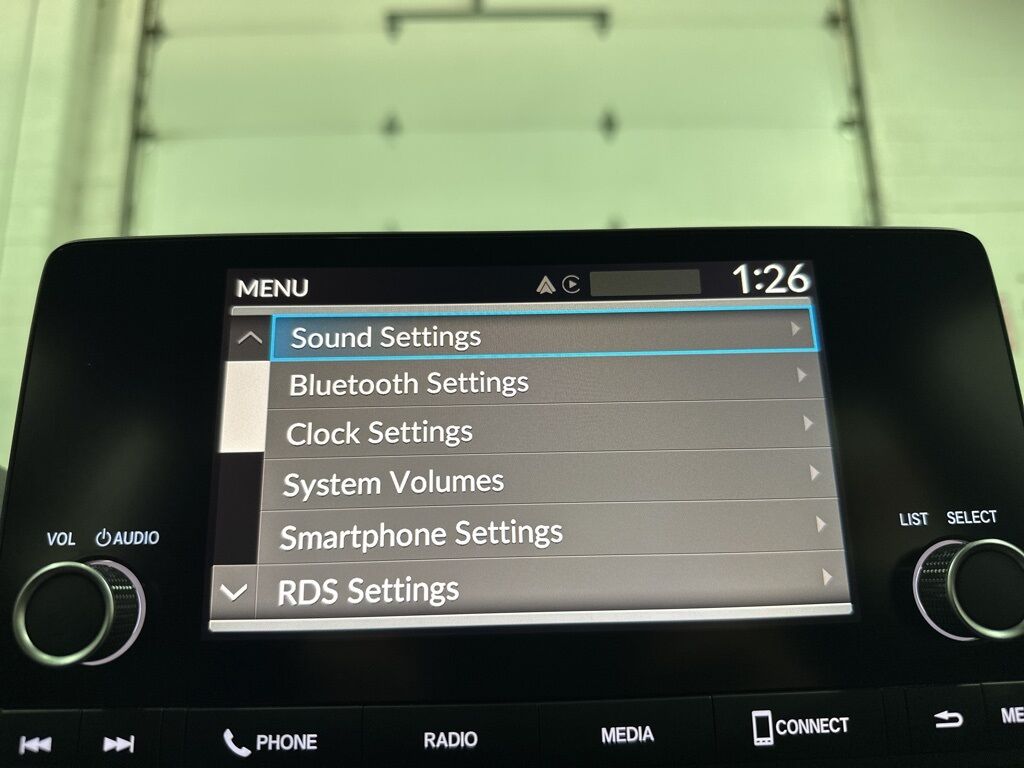 MENU 1:26
Sound Settings
Bluetooth Settings
Clock Settings
System Volumes
Smartphone Settings
RDS Settings
VOL AUDIO
LIST SELECT
PHONE RADIO MEDIA CONNECT